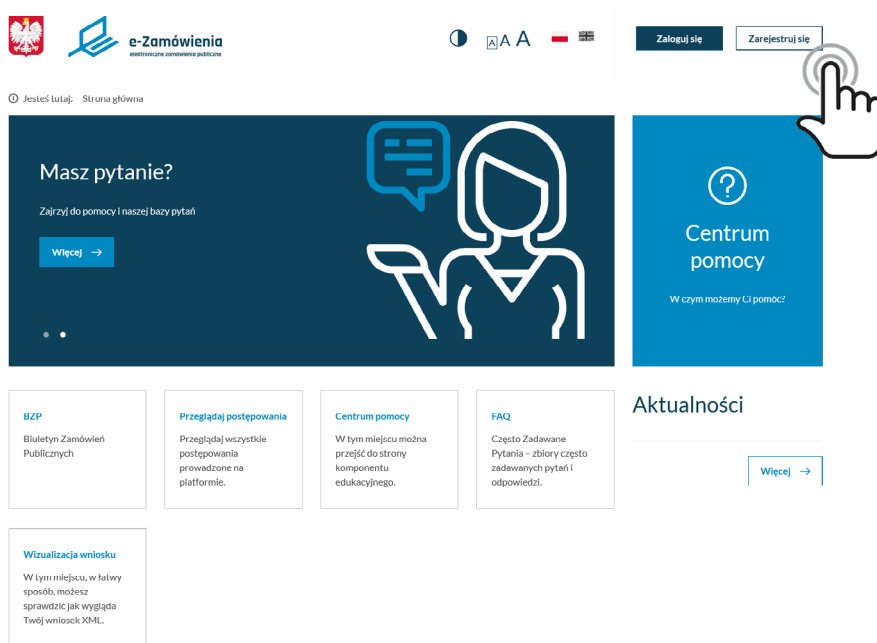 e-Zamówienia
elektroniczne zamówienia publiczne
A A A
Zaloguj się
Zarejestruj się
Jesteś tutaj: Strona główna
Masz pytanie?
Zajrzyj do pomocy i naszej bazy pytań
Więcej →
?
Centrum
pomocy
W czym możemy Ci pomóc?
BZP
Biuletyn Zamówień
Publicznych
Przeglądaj postępowania
Przeglądaj wszystkie
postępowania
prowadzone na
platformie.
Centrum pomocy
W tym miejscu można
przejść do strony
komponentu
edukacyjnego.
FAQ
Często Zadawane
Pytania – zbiory często
zadawanych pytań i
odpowiedzi.
Aktualności
Więcej →
Wizualizacja wniosku
W tym miejscu, w łatwy
sposób, możesz
sprawdzić jak wygląda
Twój wniosek XML.